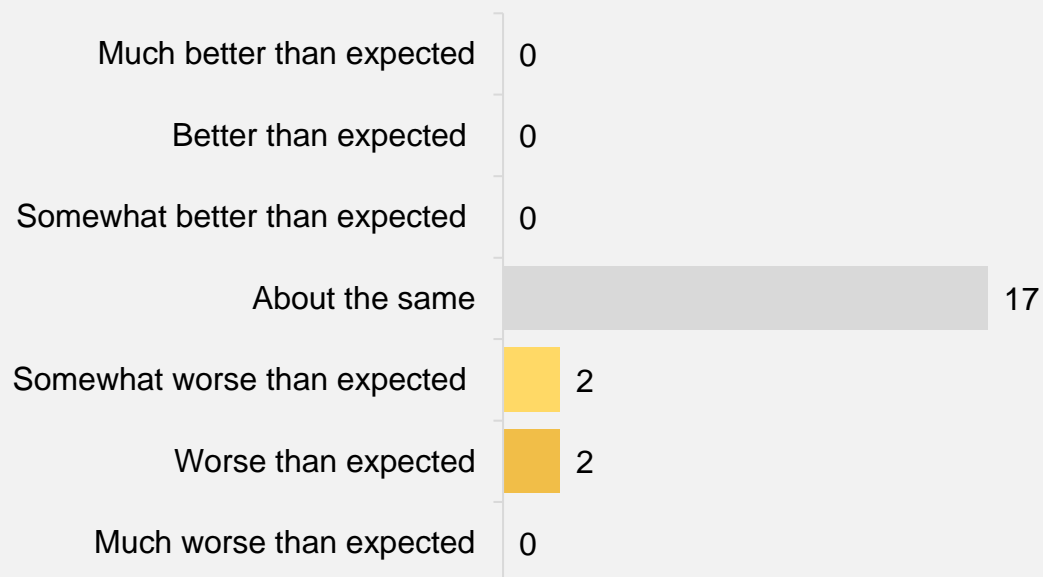 Much better than expected 0
Better than expected 0
Somewhat better than expected 0
About the same 17
Somewhat worse than expected 2
Worse than expected 2
Much worse than expected 0